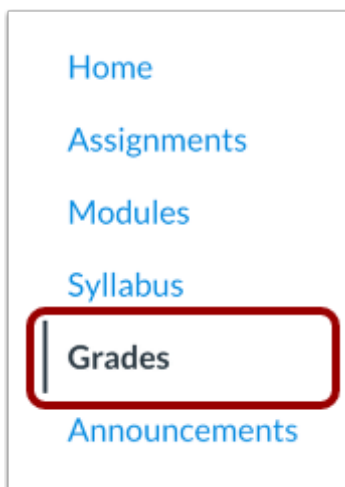 Home
Assignments
Modules
Syllabus
Grades
Announcements